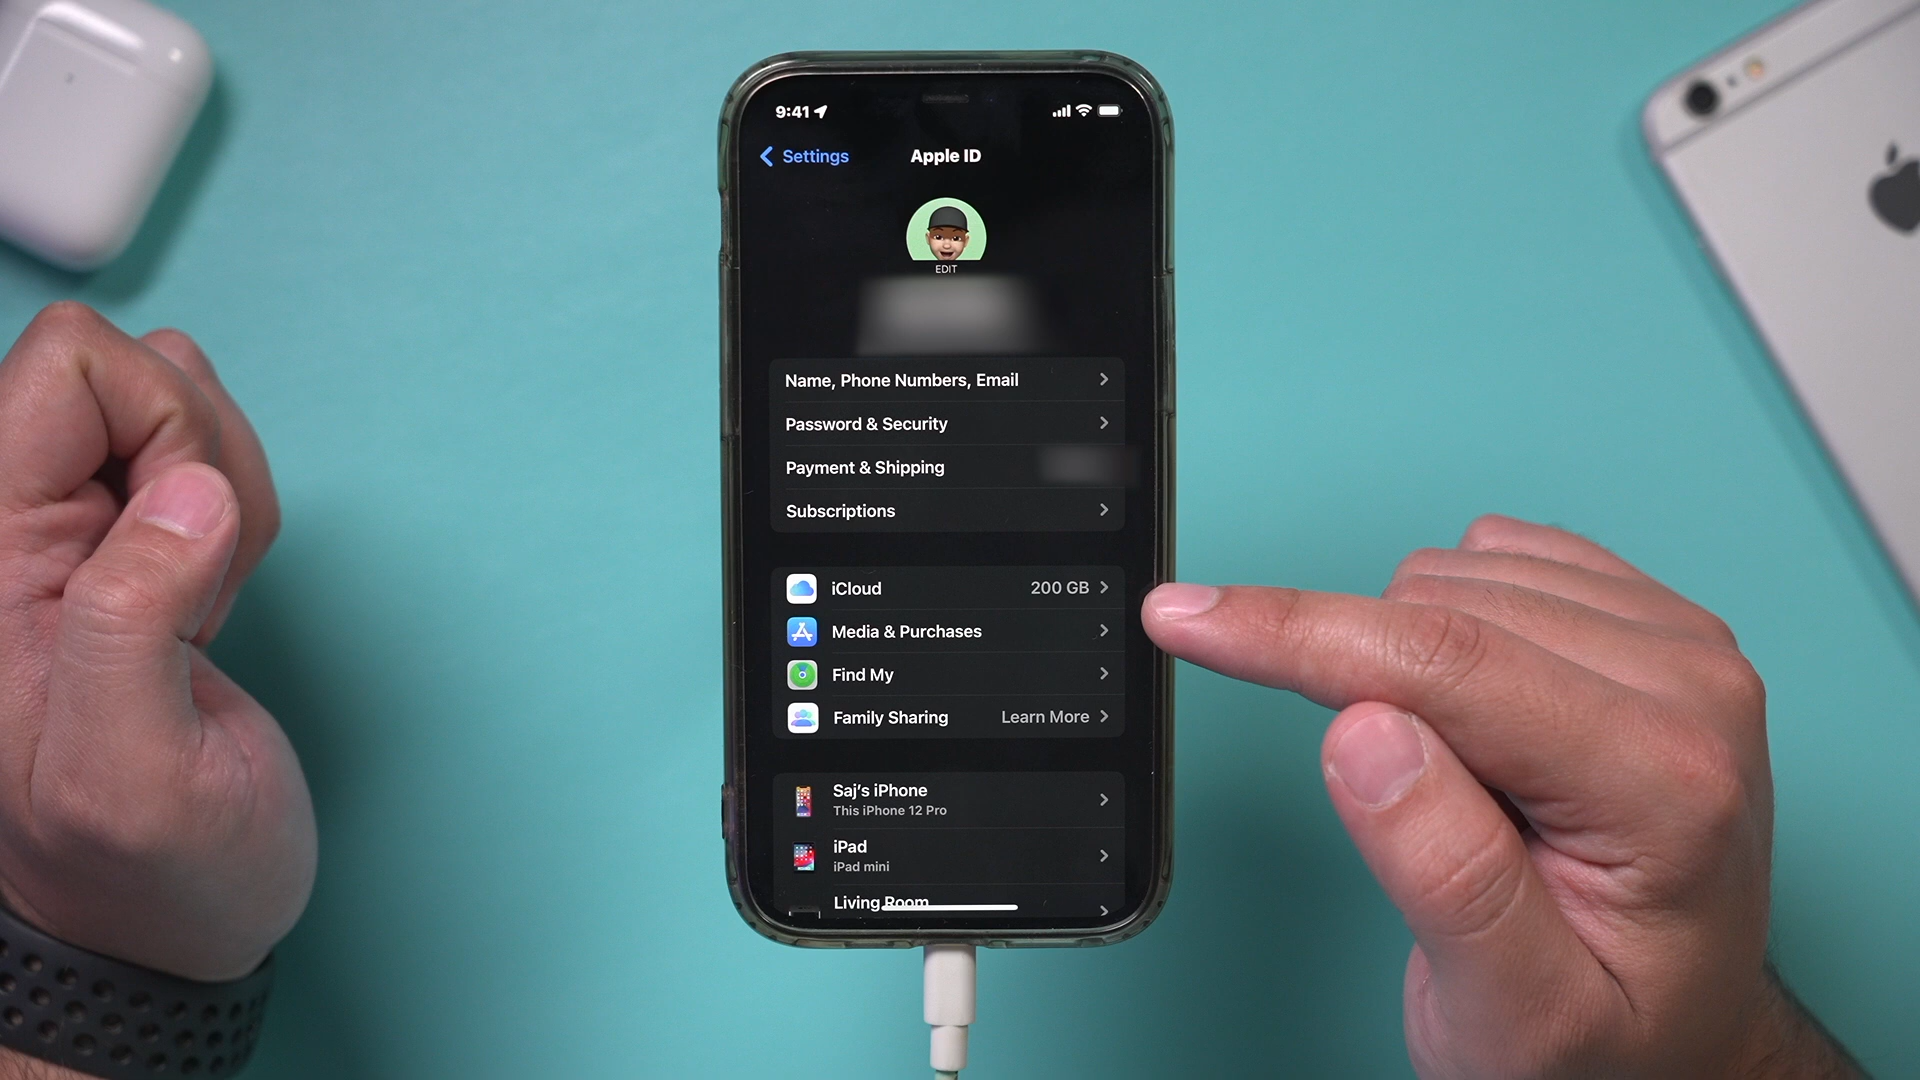 9:41
Settings
Apple ID
EDIT
Name, Phone Numbers, Email
Password & Security
Payment & Shipping
Subscriptions
iCloud 200 GB
Media & Purchases
Find My
Family Sharing Learn More
Saj's iPhone
This iPhone 12 Pro
iPad
iPad mini
Living Room